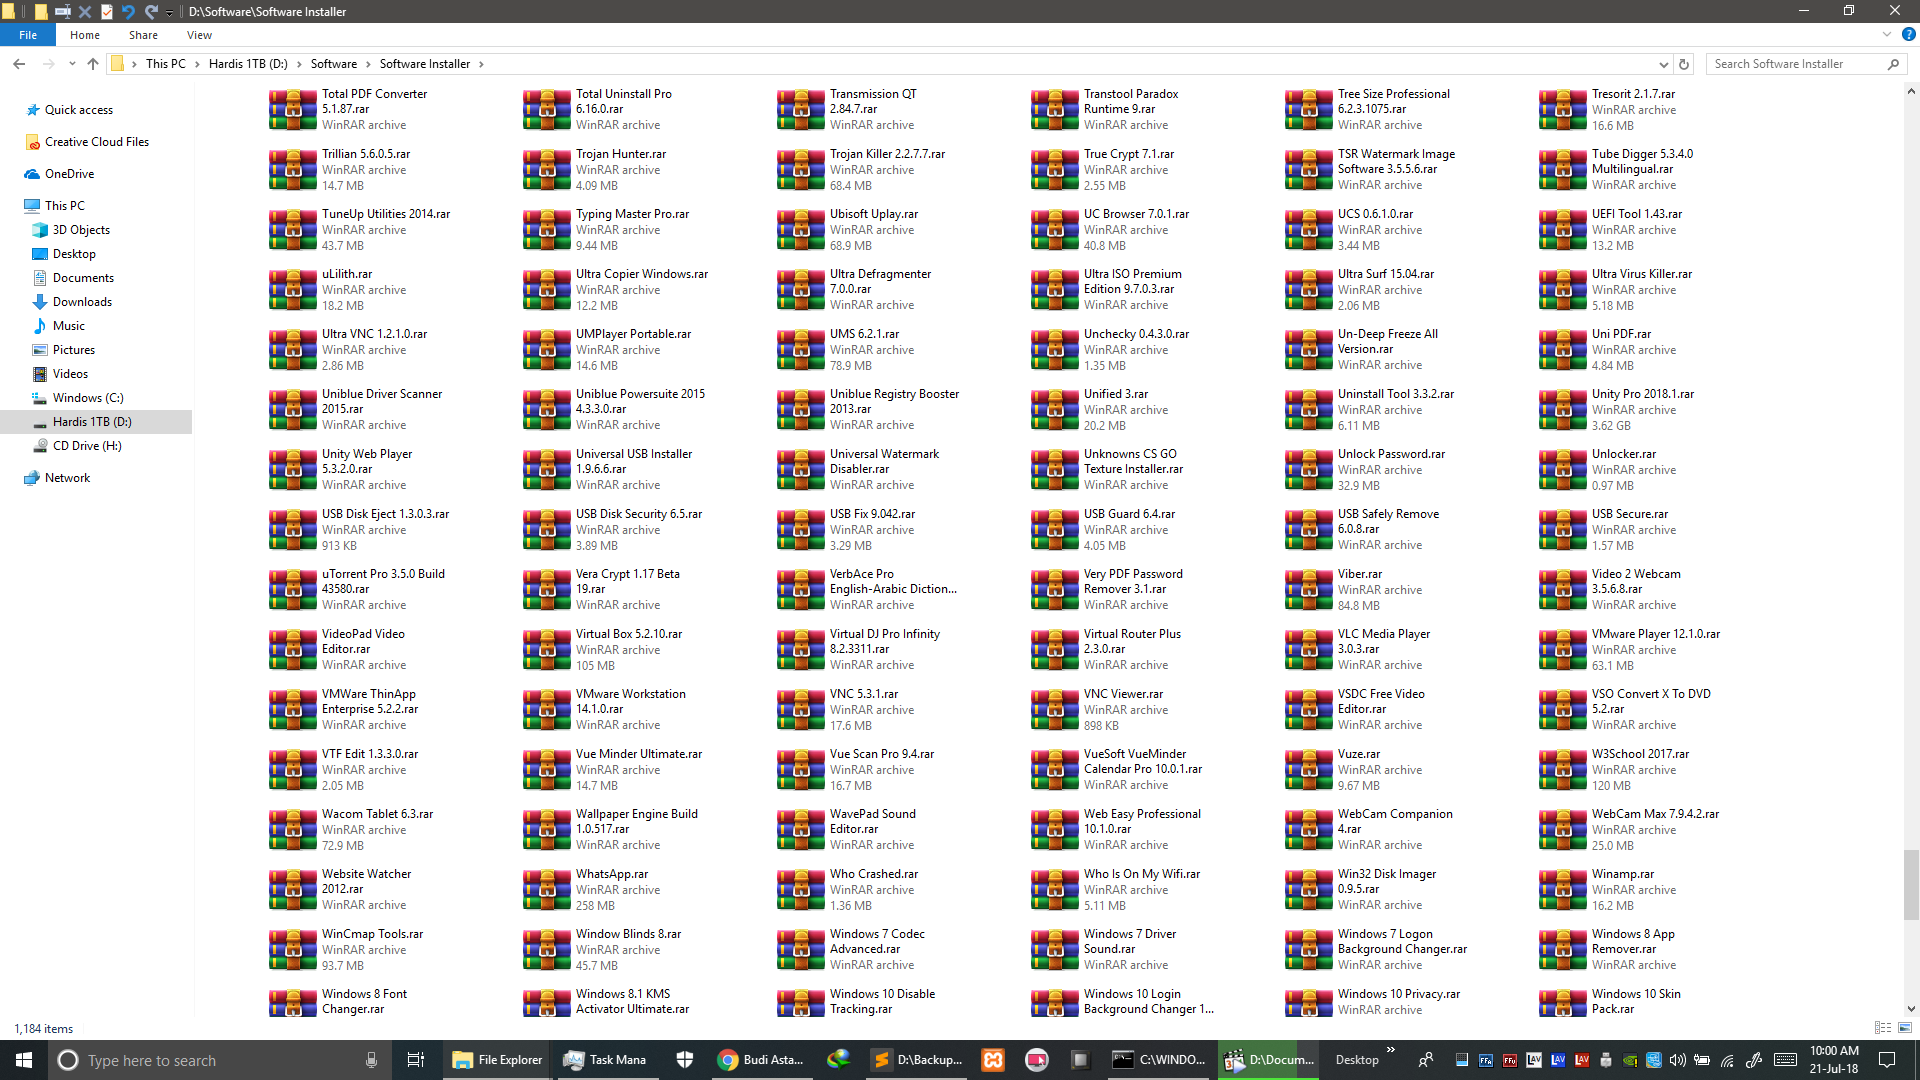 D:\Software\Software Installer
File
Home
Share
View
This PC
Hardis 1TB (D:)
Software
Software Installer
Search Software Installer
Quick access
Creative Cloud Files
OneDrive
This PC
3D Objects
Desktop
Documents
Downloads
Music
Pictures
Videos
Windows (C:)
Hardis 1TB (D:)
CD Drive (H:)
Network
Total PDF Converter
5.1.87.rar
WinRAR archive
Total Uninstall Pro
6.16.0.rar
WinRAR archive
Transmission QT
2.84.7.rar
WinRAR archive
Transtool Paradox
Runtime 9.rar
WinRAR archive
Tree Size Professional
6.2.3.1075.rar
WinRAR archive
Tresorit 2.1.7.rar
WinRAR archive
16.6 MB
Trillian 5.6.0.5.rar
WinRAR archive
14.7 MB
Trojan Hunter.rar
WinRAR archive
4.09 MB
Trojan Killer 2.2.7.7.rar
WinRAR archive
68.4 MB
True Crypt 7.1.rar
WinRAR archive
2.55 MB
TSR Watermark Image
Software 3.5.5.6.rar
WinRAR archive
Tube Digger 5.3.4.0
Multilingual.rar
WinRAR archive
TuneUp Utilities 2014.rar
WinRAR archive
43.7 MB
Typing Master Pro.rar
WinRAR archive
9.44 MB
Ubisoft Uplay.rar
WinRAR archive
68.9 MB
UC Browser 7.0.1.rar
WinRAR archive
40.8 MB
UCS 0.6.1.0.rar
WinRAR archive
3.44 MB
UEFI Tool 1.43.rar
WinRAR archive
13.2 MB
uLilith.rar
WinRAR archive
18.2 MB
Ultra Copier Windows.rar
WinRAR archive
12.2 MB
Ultra Defragmenter
7.0.0.rar
WinRAR archive
Ultra ISO Premium
Edition 9.7.0.3.rar
WinRAR archive
Ultra Surf 15.04.rar
WinRAR archive
2.06 MB
Ultra Virus Killer.rar
WinRAR archive
5.18 MB
Ultra VNC 1.2.1.0.rar
WinRAR archive
2.86 MB
UMPlayer Portable.rar
WinRAR archive
14.6 MB
UMS 6.2.1.rar
WinRAR archive
78.9 MB
Unchecky 0.4.3.0.rar
WinRAR archive
1.35 MB
Un-Deep Freeze All
Version.rar
WinRAR archive
Uni PDF.rar
WinRAR archive
4.84 MB
Uniblue Driver Scanner
2015.rar
WinRAR archive
Uniblue Powersuite 2015
4.3.3.0.rar
WinRAR archive
Uniblue Registry Booster
2013.rar
WinRAR archive
Unified 3.rar
WinRAR archive
20.2 MB
Uninstall Tool 3.3.2.rar
WinRAR archive
6.11 MB
Unity Pro 2018.1.rar
WinRAR archive
3.62 GB
Unity Web Player
5.3.2.0.rar
WinRAR archive
Universal USB Installer
1.9.6.6.rar
WinRAR archive
Universal Watermark
Disabler.rar
WinRAR archive
Unknowns CS GO
Texture Installer.rar
WinRAR archive
Unlock Password.rar
WinRAR archive
32.9 MB
Unlocker.rar
WinRAR archive
0.97 MB
USB Disk Eject 1.3.0.3.rar
WinRAR archive
913 KB
USB Disk Security 6.5.rar
WinRAR archive
3.89 MB
USB Fix 9.042.rar
WinRAR archive
3.29 MB
USB Guard 6.4.rar
WinRAR archive
4.05 MB
USB Safely Remove
6.0.8.rar
WinRAR archive
USB Secure.rar
WinRAR archive
1.57 MB
uTorrent Pro 3.5.0 Build
43580.rar
WinRAR archive
Vera Crypt 1.17 Beta
19.rar
WinRAR archive
VerbAce Pro
English-Arabic Diction...
WinRAR archive
Very PDF Password
Remover 3.1.rar
WinRAR archive
Viber.rar
WinRAR archive
84.8 MB
Video 2 Webcam
3.5.6.8.rar
WinRAR archive
VideoPad Video
Editor.rar
WinRAR archive
Virtual Box 5.2.10.rar
WinRAR archive
105 MB
Virtual DJ Pro Infinity
8.2.3311.rar
WinRAR archive
Virtual Router Plus
2.3.0.rar
WinRAR archive
VLC Media Player
3.0.3.rar
WinRAR archive
VMware Player 12.1.0.rar
WinRAR archive
63.1 MB
VMWare ThinApp
Enterprise 5.2.2.rar
WinRAR archive
VMware Workstation
14.1.0.rar
WinRAR archive
VNC 5.3.1.rar
WinRAR archive
17.6 MB
VNC Viewer.rar
WinRAR archive
898 KB
VSDC Free Video
Editor.rar
WinRAR archive
VSO Convert X To DVD
5.2.rar
WinRAR archive
VTF Edit 1.3.3.0.rar
WinRAR archive
2.05 MB
Vue Minder Ultimate.rar
WinRAR archive
14.7 MB
Vue Scan Pro 9.4.rar
WinRAR archive
16.7 MB
VueSoft VueMinder
Calendar Pro 10.0.1.rar
WinRAR archive
Vuze.rar
WinRAR archive
9.67 MB
W3School 2017.rar
WinRAR archive
120 MB
Wacom Tablet 6.3.rar
WinRAR archive
72.9 MB
Wallpaper Engine Build
1.0.517.rar
WinRAR archive
WavePad Sound
Editor.rar
WinRAR archive
Web Easy Professional
10.1.0.rar
WinRAR archive
WebCam Companion
4.rar
WinRAR archive
WebCam Max 7.9.4.2.rar
WinRAR archive
25.0 MB
Website Watcher
2012.rar
WinRAR archive
WhatsApp.rar
WinRAR archive
258 MB
Who Crashed.rar
WinRAR archive
1.36 MB
Who Is On My Wifi.rar
WinRAR archive
5.11 MB
Win32 Disk Imager
0.9.5.rar
WinRAR archive
Winamp.rar
WinRAR archive
16.2 MB
WinCmap Tools.rar
WinRAR archive
93.7 MB
Window Blinds 8.rar
WinRAR archive
45.7 MB
Windows 7 Codec
Advanced.rar
WinRAR archive
Windows 7 Driver
Sound.rar
WinRAR archive
Windows 7 Logon
Background Changer.rar
WinRAR archive
Windows 8 App
Remover.rar
WinRAR archive
Windows 8 Font
Changer.rar
Windows 8.1 KMS
Activator Ultimate.rar
Windows 10 Disable
Tracking.rar
Windows 10 Login
Background Changer 1...
Windows 10 Privacy.rar
WinRAR archive
Windows 10 Skin
Pack.rar
1,184 items
Type here to search
File Explorer
Task Mana
Budi Asta...
D:\Backup...
C:\WINDO...
D:\Docum...
Desktop
10:00 AM
21-Jul-18